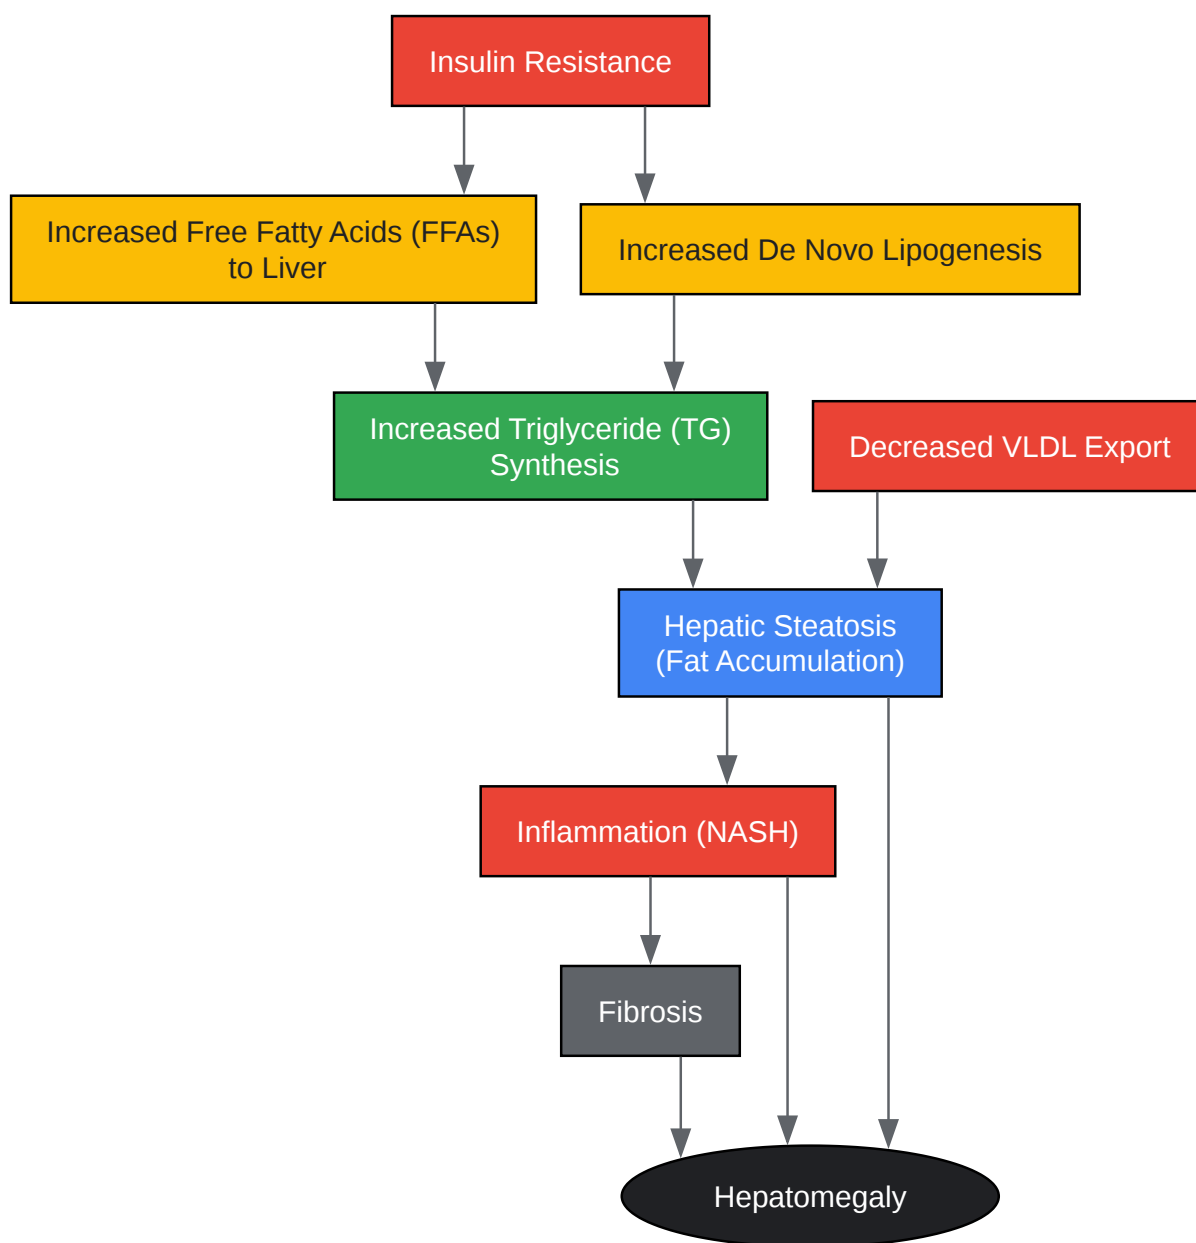 Insulin Resistance
Increased Free Fatty Acids (FFAs)
to Liver
Increased De Novo Lipogenesis
Increased Triglyceride (TG)
Synthesis
Decreased VLDL Export
Hepatic Steatosis
(Fat Accumulation)
Inflammation (NASH)
Fibrosis
Hepatomegaly